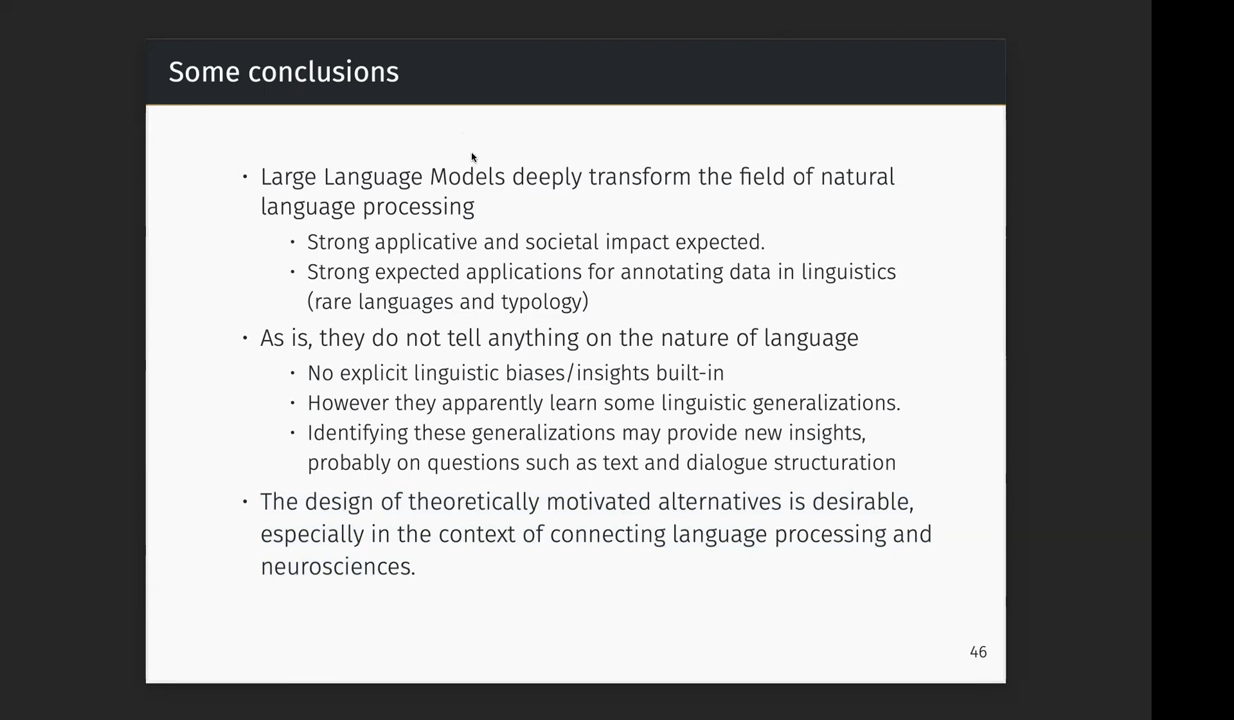 Some conclusions
• Large Language Models deeply transform the field of natural
language processing
• Strong applicative and societal impact expected.
• Strong expected applications for annotating data in linguistics
(rare languages and typology)
• As is, they do not tell anything on the nature of language
• No explicit linguistic biases/insights built-in
• However they apparently learn some linguistic generalizations.
• Identifying these generalizations may provide new insights,
probably on questions such as text and dialogue structuration
• The design of theoretically motivated alternatives is desirable,
especially in the context of connecting language processing and
neurosciences.
46